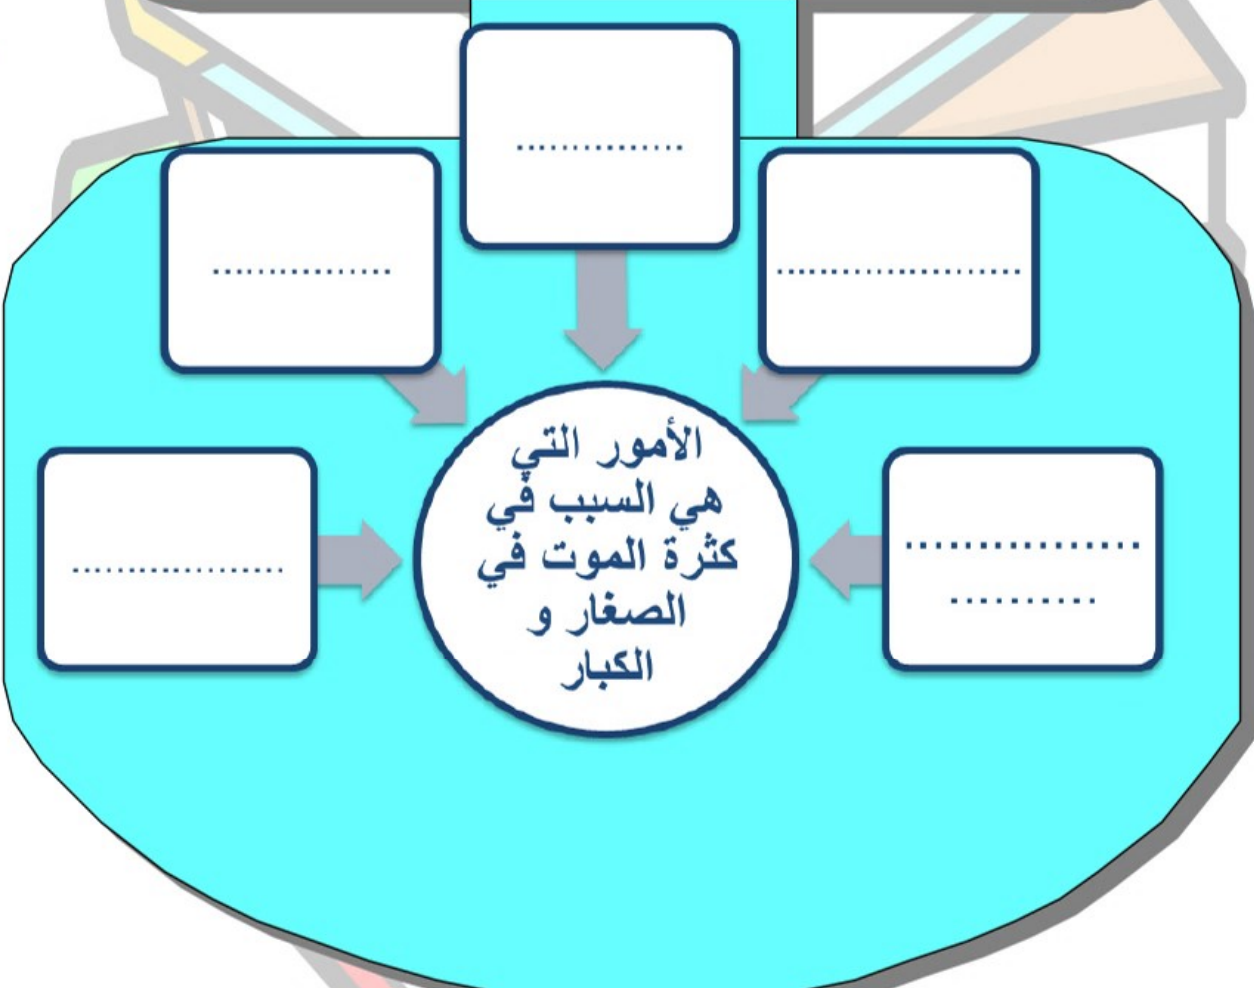 ...............
................
......................
...................
.....................
.............
الأمور التي
هي السبب في
كثرة الموت في
الصغار و
الكبار